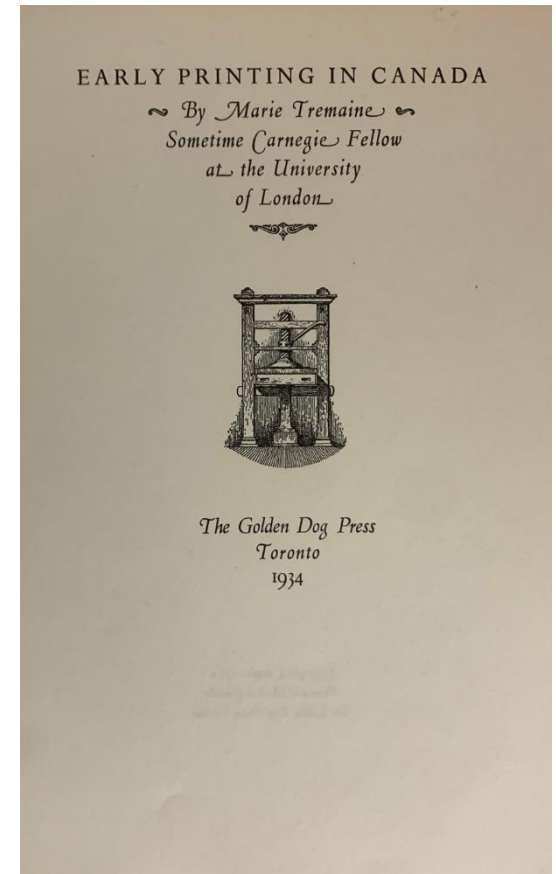 EARLY PRINTING IN CANADA
By Marie Tremaine
Sometime Carnegie Fellow
at the University
of London
The Golden Dog Press
Toronto
1934